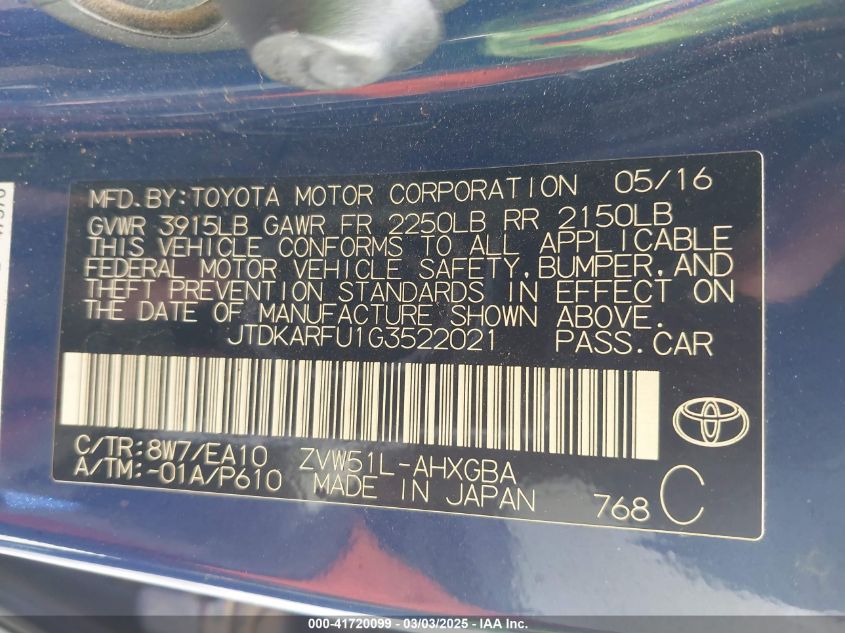 MFD.BY:TOYOTA MOTOR CORPORATION 05/16
GVWR 3915LB GAWR FR 2250LB RR 2150LB
THIS VEHICLE CONFORMS TO ALL APPLICABLE
FEDERAL MOTOR VEHICLE SAFETY,BUMPER,AND
THEFT PREVENTION STANDARDS IN EFFECT ON
THE DATE OF MANUFACTURE SHOWN ABOVE.
JTDKARFU1G3522021 PASS.CAR
C/TR:8W7/EA10 ZVW51L-AHXGBA
A/TM:-01A/P610 MADE IN JAPAN 768 C
000-41720099 - 03/03/2025 - IAA Inc.